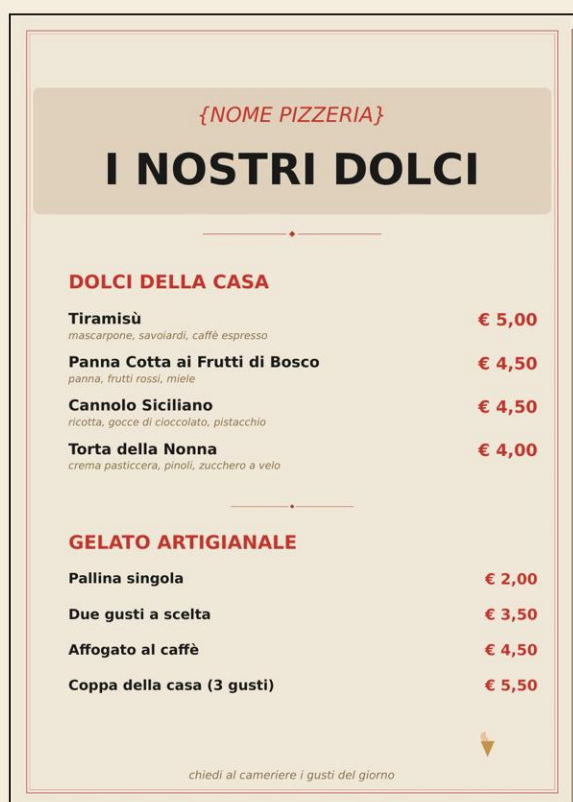 {NOME PIZZERIA}
I NOSTRI DOLCI
DOLCI DELLA CASA
Tiramisù € 5,00
mascarpone, savoiardi, caffè espresso
Panna Cotta ai Frutti di Bosco € 4,50
panna, frutti rossi, miele
Cannolo Siciliano € 4,50
ricotta, gocce di cioccolato, pistacchio
Torta della Nonna € 4,00
crema pasticcera, pinoli, zucchero a velo
GELATO ARTIGIANALE
Pallina singola € 2,00
Due gusti a scelta € 3,50
Affogato al caffè € 4,50
Coppa della casa (3 gusti) € 5,50
chiedi al cameriere i gusti del giorno